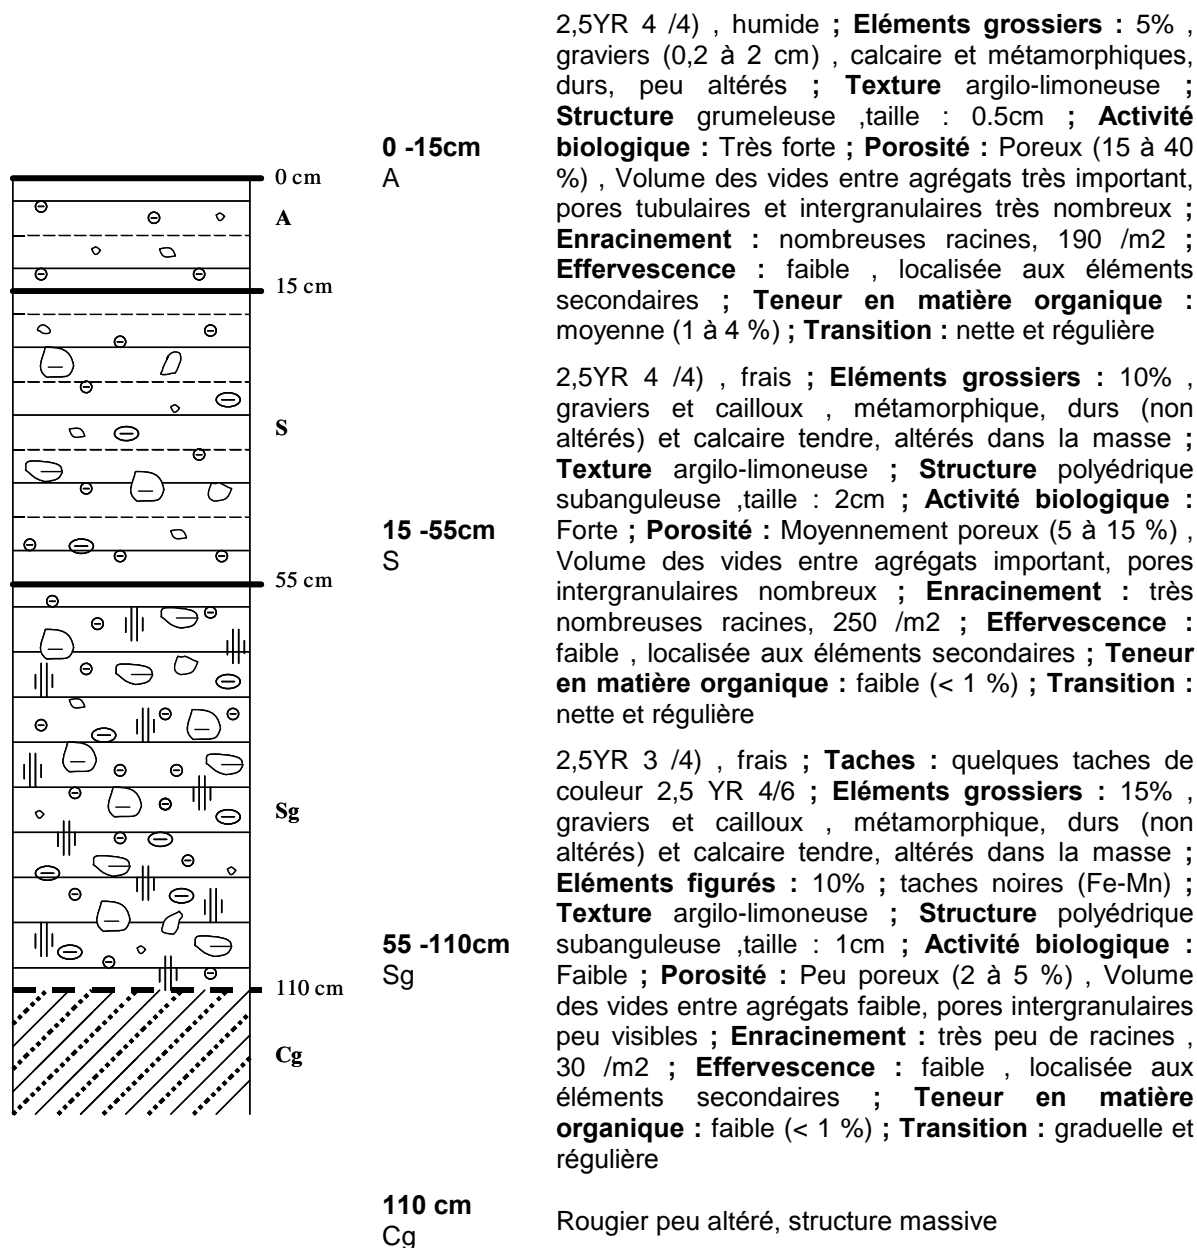 0 cm
A
15 cm
S
55 cm
Sg
110 cm
Cg
0 -15cm
A
2,5YR 4 /4) , humide ; Eléments grossiers : 5% ,
graviers (0,2 à 2 cm) , calcaire et métamorphiques,
durs, peu altérés ; Texture argilo-limoneuse ;
Structure grumeleuse ,taille : 0.5cm ; Activité
biologique : Très forte ; Porosité : Poreux (15 à 40
%) , Volume des vides entre agrégats très important,
pores tubulaires et intergranulaires très nombreux ;
Enracinement : nombreuses racines, 190 /m2 ;
Effervescence : faible , localisée aux éléments
secondaires ; Teneur en matière organique :
moyenne (1 à 4 %) ; Transition : nette et régulière
15 -55cm
S
2,5YR 4 /4) , frais ; Eléments grossiers : 10% ,
graviers et cailloux , métamorphique, durs (non
altérés) et calcaire tendre, altérés dans la masse ;
Texture argilo-limoneuse ; Structure polyédrique
subanguleuse ,taille : 2cm ; Activité biologique :
Forte ; Porosité : Moyennement poreux (5 à 15 %) ,
Volume des vides entre agrégats important, pores
intergranulaires nombreux ; Enracinement : très
nombreuses racines, 250 /m2 ; Effervescence :
faible , localisée aux éléments secondaires ; Teneur
en matière organique : faible (< 1 %) ; Transition :
nette et régulière
55 -110cm
Sg
2,5YR 3 /4) , frais ; Taches : quelques taches de
couleur 2,5 YR 4/6 ; Eléments grossiers : 15% ,
graviers et cailloux , métamorphique, durs (non
altérés) et calcaire tendre, altérés dans la masse ;
Eléments figurés : 10% ; taches noires (Fe-Mn) ;
Texture argilo-limoneuse ; Structure polyédrique
subanguleuse ,taille : 1cm ; Activité biologique :
Faible ; Porosité : Peu poreux (2 à 5 %) , Volume
des vides entre agrégats faible, pores intergranulaires
peu visibles ; Enracinement : très peu de racines ,
30 /m2 ; Effervescence : faible , localisée aux
éléments secondaires ; Teneur en matière
organique : faible (< 1 %) ; Transition : graduelle et
régulière
110 cm
Cg
Rougier peu altéré, structure massive